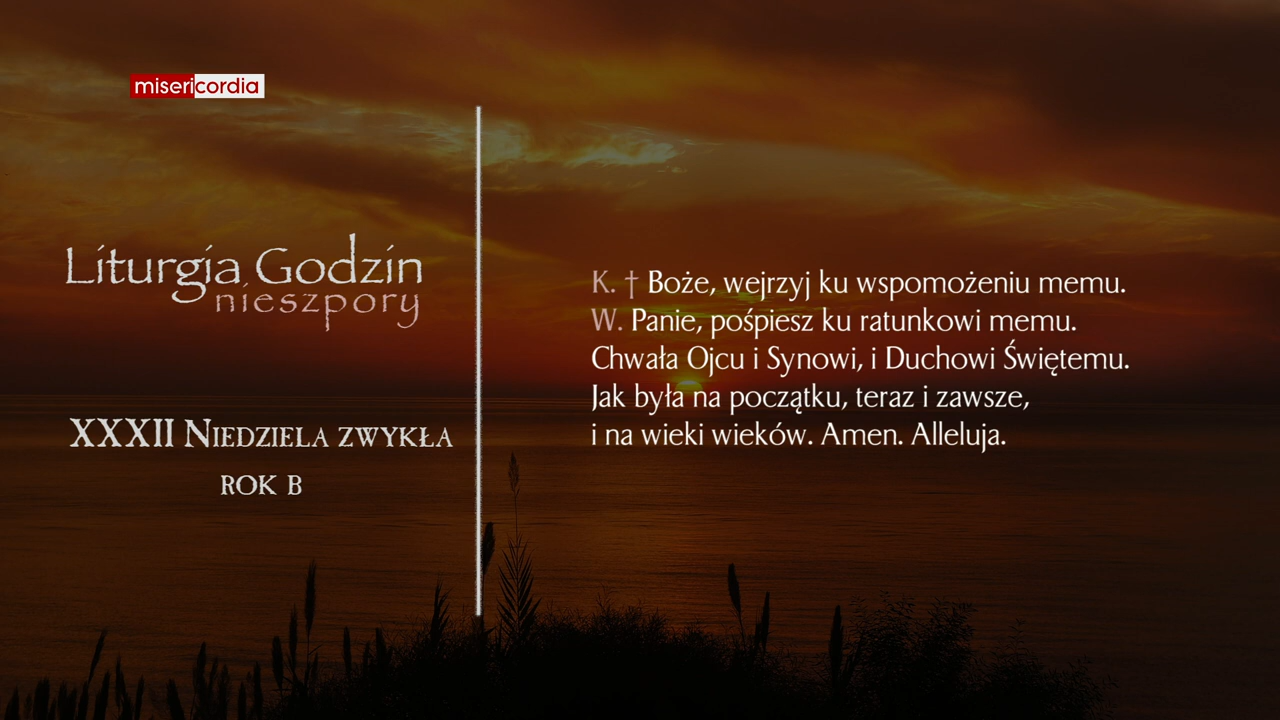 misericordia
Liturgia Godzin
nieszpory
XXXII Niedziela zwykła
rok B
K. † Boże, wejrzyj ku wspomożeniu memu.
W. Panie, pośpiesz ku ratunkowi memu.
Chwała Ojcu i Synowi, i Duchowi Świętemu.
Jak była na początku, teraz i zawsze,
i na wieki wieków. Amen. Alleluja.